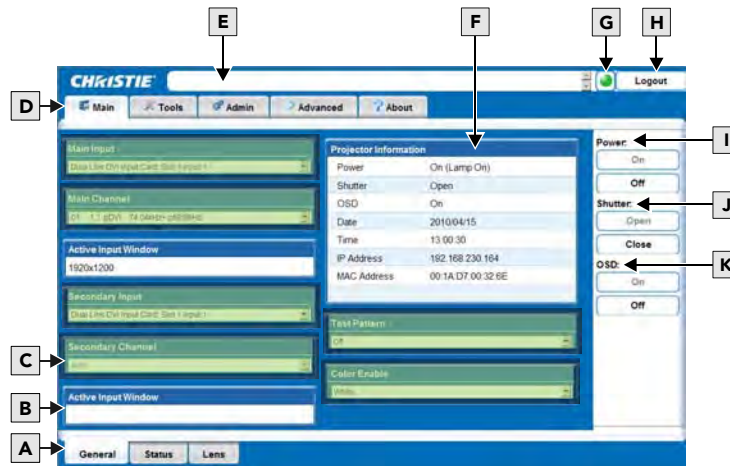 E
F
G
H
CHRISTIE
Logout
D
Main
Tools
Admin
Advanced
About
Main Input
Dual Link DVI Input Card: Slot 1 Input 1
Main Channel
Active Input Window
1920x1200
Secondary Input
Dual Link DVI Input Card: Slot 1 Input 1
Secondary Channel
Auto
Active Input Window
Projector Information
Power On (Lamp On)
Shutter Open
OSD On
Date 2010/04/15
Time 13:00:30
IP Address 192.168.230.164
MAC Address 00:1A:D7:00:32:6E
Test Pattern
Off
Color Enable
White
Power:
On
Off
Shutter:
Open
Close
OSD:
On
Off
I
J
K
C
B
A
General
Status
Lens